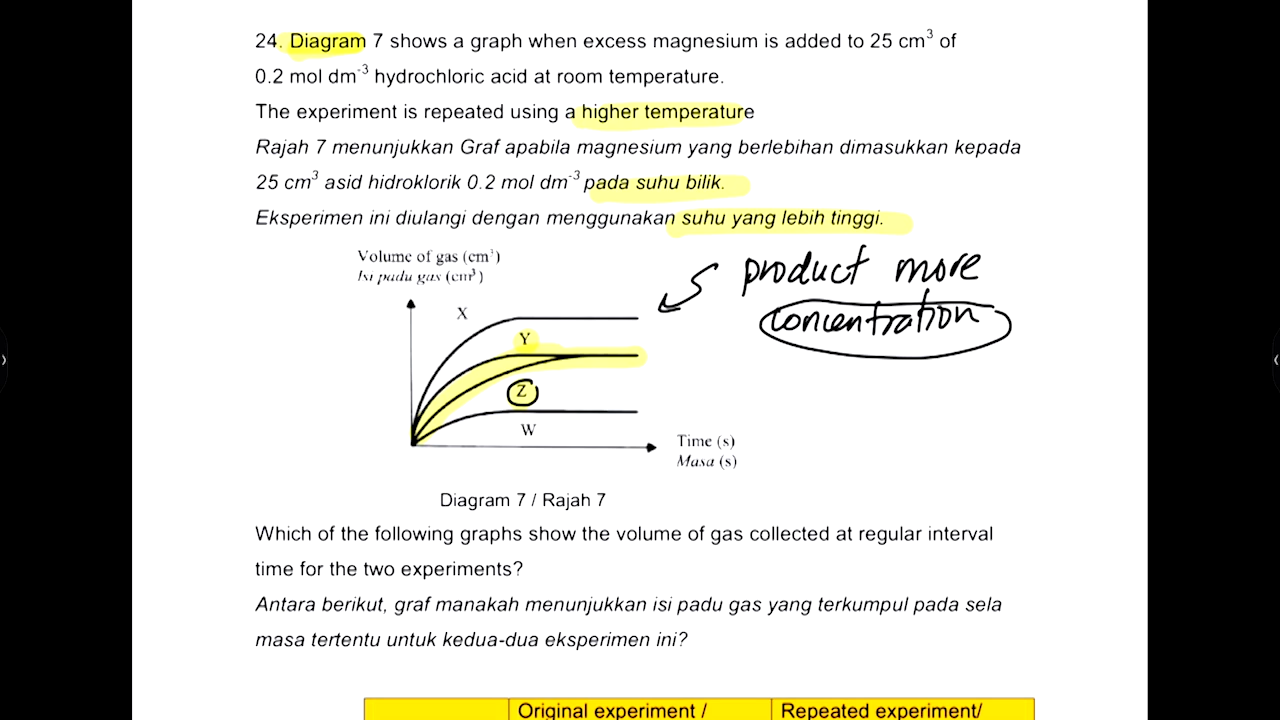 24. Diagram 7 shows a graph when excess magnesium is added to 25 cm³ of
0.2 mol dm⁻³ hydrochloric acid at room temperature.
The experiment is repeated using a higher temperature
Rajah 7 menunjukkan Graf apabila magnesium yang berlebihan dimasukkan kepada
25 cm³ asid hidroklorik 0.2 mol dm⁻³ pada suhu bilik.
Eksperimen ini diulangi dengan menggunakan suhu yang lebih tinggi.
Volume of gas (cm³)
Isi padu gas (cm³)
product more
concentration
X
Y
Z
W
Time (s)
Masa (s)
Diagram 7 / Rajah 7
Which of the following graphs show the volume of gas collected at regular interval
time for the two experiments?
Antara berikut, graf manakah menunjukkan isi padu gas yang terkumpul pada sela
masa tertentu untuk kedua-dua eksperimen ini?
Original experiment / Repeated experiment/